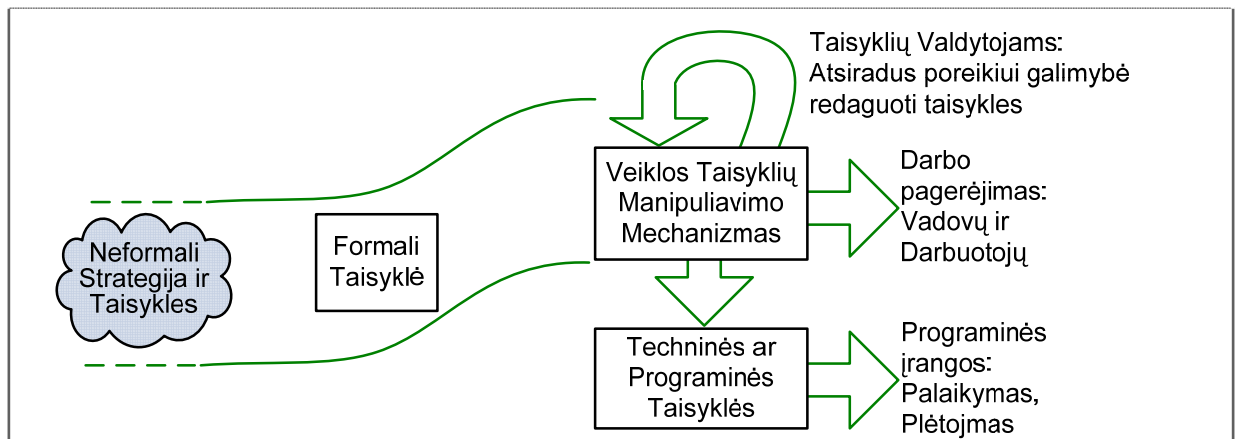 Neformali
Strategija ir
Taisykles
Formali
Taisyklė
Taisyklių Valdytojams:
Atsiradus poreikiui galimybė
redaguoti taisykles
Veiklos Taisyklių
Manipuliavimo
Mechanizmas
Darbo
pagerėjimas:
Vadovų ir
Darbuotojų
Techninės ar
Programinės
Taisyklės
Programinės
įrangos:
Palaikymas,
Plėtojmas